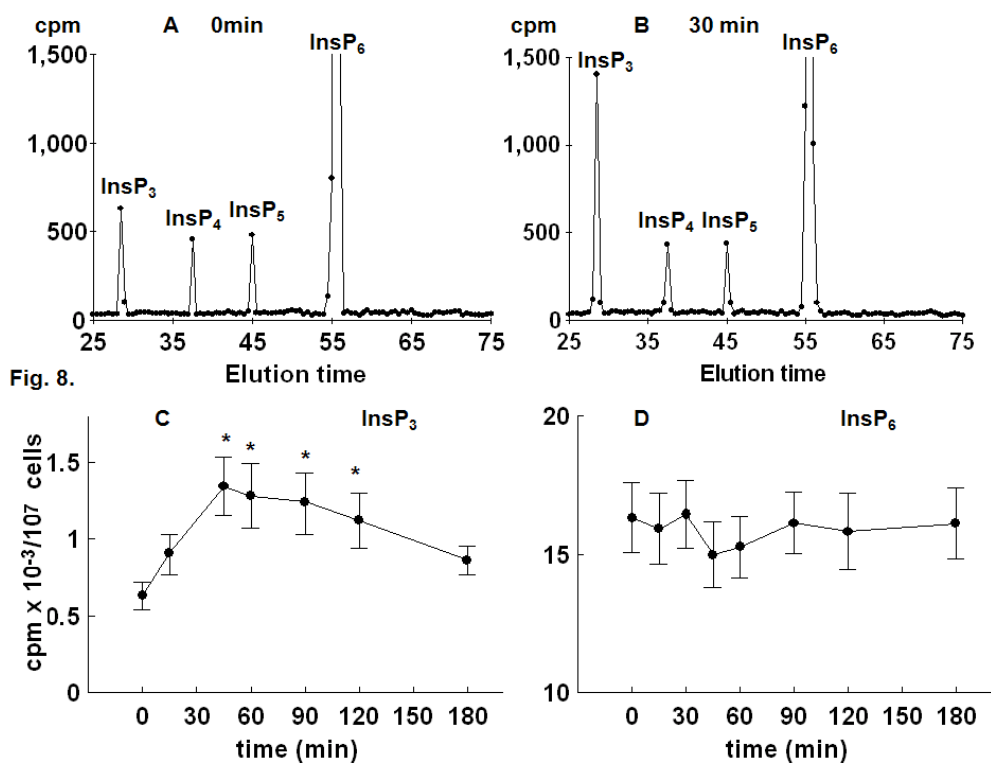 cpm A 0min
InsP6
1,500
InsP3
InsP4
InsP5
1,000
500
0
25 35 45 55 65 75
Elution time
cpm B 30 min
InsP6
1,500
InsP3
InsP4
InsP5
1,000
500
0
25 35 45 55 65 75
Elution time
Fig. 8.
C InsP3
cpm x 10-3/107 cells
1.5
1
0.5
0
* * * *
0 30 60 90 120 150 180
time (min)
D InsP6
20
15
10
0 30 60 90 120 150 180
time (min)